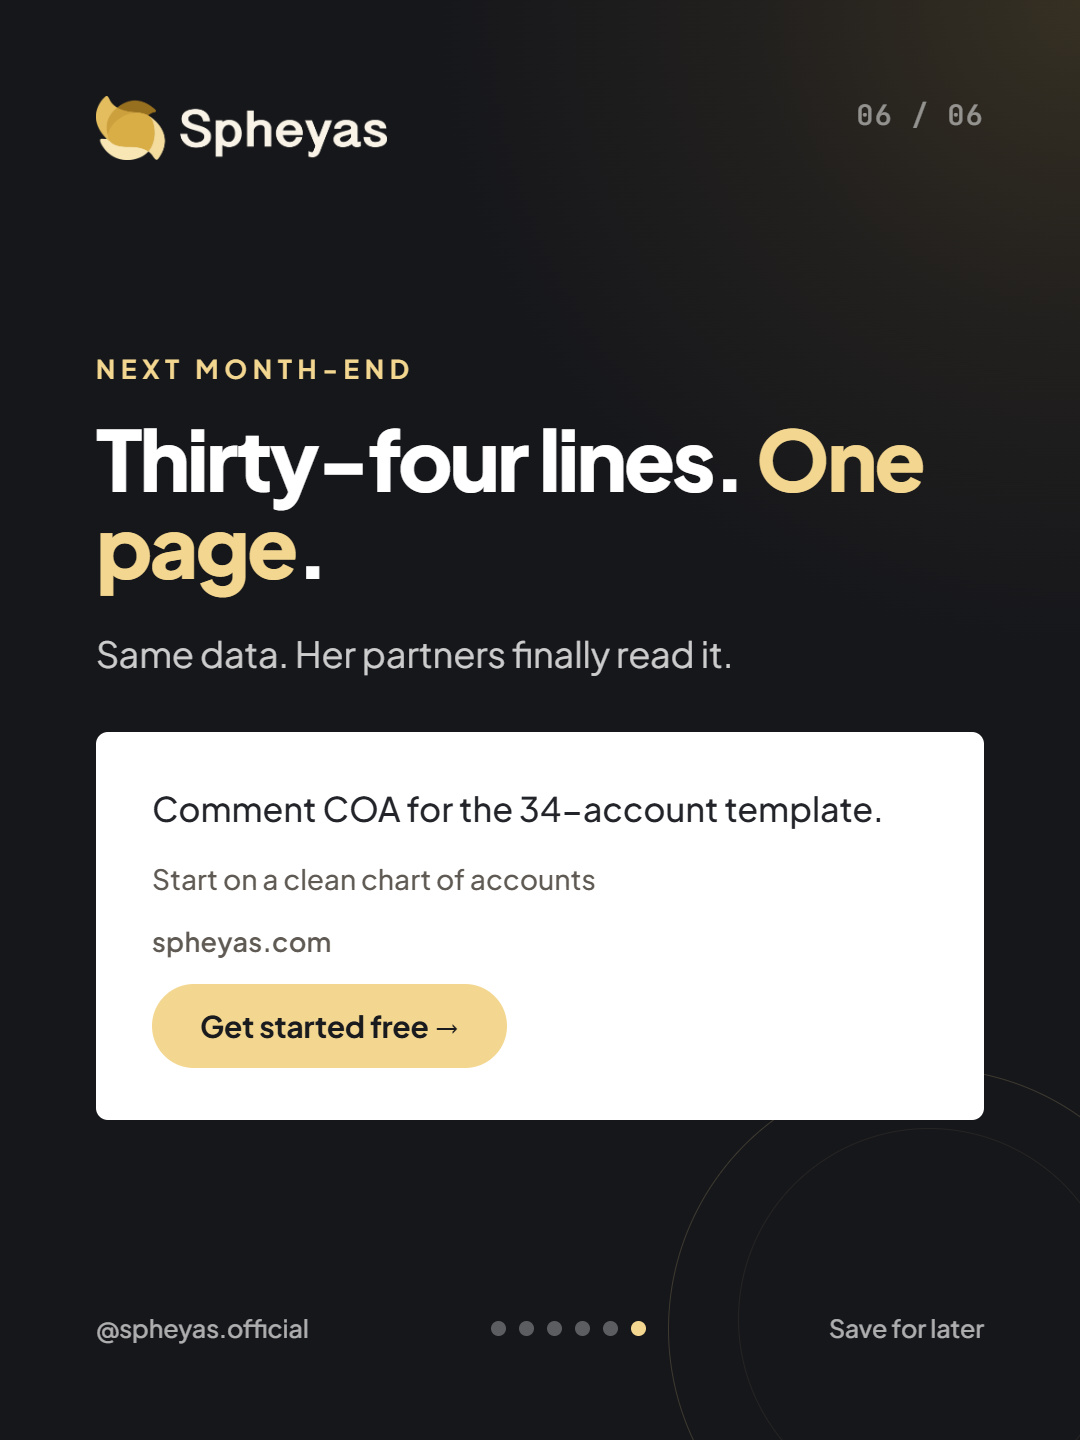 Spheyas
06 / 06
NEXT MONTH-END
Thirty-four lines. One
page.
Same data. Her partners finally read it.
Comment COA for the 34-account template.
Start on a clean chart of accounts
spheyas.com
Get started free →
@spheyas.official
Save for later